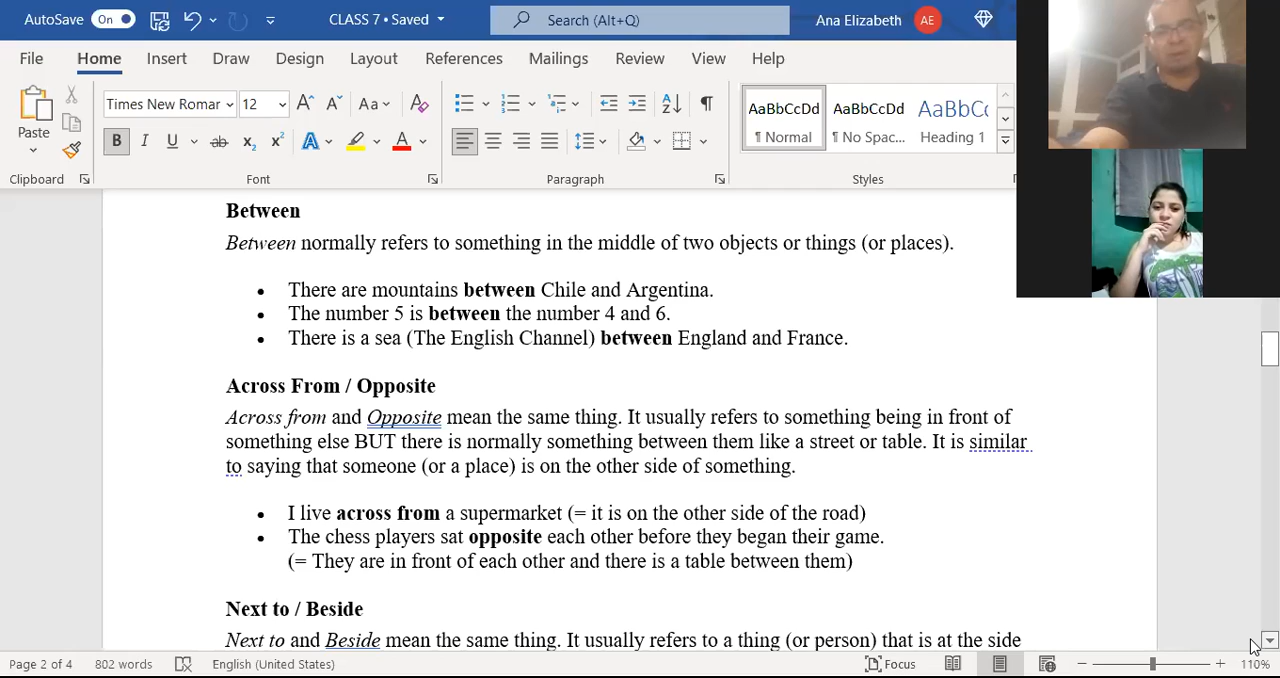 AutoSave On CLASS 7 • Saved Search (Alt+Q) Ana Elizabeth AE
File Home Insert Draw Design Layout References Mailings Review View Help
Times New Romar 12 Aa AaBbCcDd AaBbCcDd AaBbCc
Paste B I U ab x₂ x² A A ¶ Normal ¶ No Spac... Heading 1
Clipboard Font Paragraph Styles
Between
Between normally refers to something in the middle of two objects or things (or places).
• There are mountains between Chile and Argentina.
• The number 5 is between the number 4 and 6.
• There is a sea (The English Channel) between England and France.
Across From / Opposite
Across from and Opposite mean the same thing. It usually refers to something being in front of
something else BUT there is normally something between them like a street or table. It is similar
to saying that someone (or a place) is on the other side of something.
• I live across from a supermarket (= it is on the other side of the road)
• The chess players sat opposite each other before they began their game.
(= They are in front of each other and there is a table between them)
Next to / Beside
Next to and Beside mean the same thing. It usually refers to a thing (or person) that is at the side
Page 2 of 4 802 words English (United States) Focus 110%